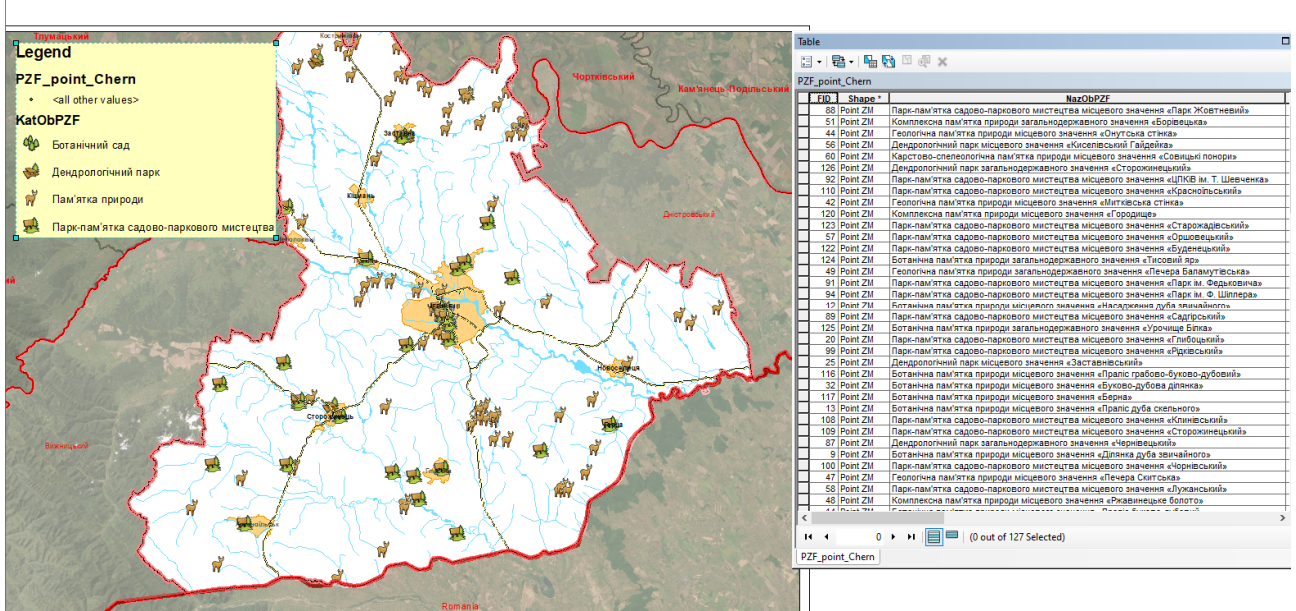 Тлумацький
Legend
PZF_point_Chern
<all other values>
KatObPZF
Ботанічний сад
Дендрологічний парк
Пам'ятка природи
Парк-пам'ятка садово-паркового мистецтва
Чортківський
Кам'янець-Подільський
Дністровський
Кіцмань
Новоселиця
Сторожинець
Герца
Вижницький
Romania
Table
PZF_point_Chern
FID Shape * NazObPZF
88 Point ZM Парк-пам'ятка садово-паркового мистецтва місцевого значення «Парк Жовтневий»
51 Point ZM Комплексна пам'ятка природи загальнодержавного значення «Борівецька»
44 Point ZM Геологічна пам'ятка природи місцевого значення «Онутська стінка»
56 Point ZM Дендрологічний парк місцевого значення «Киселівський Гайдейка»
60 Point ZM Карстово-спелеологічна пам'ятка природи місцевого значення «Совицькі понори»
126 Point ZM Дендрологічний парк загальнодержавного значення «Сторожинецький»
92 Point ZM Парк-пам'ятка садово-паркового мистецтва місцевого значення «ЦПКіВ ім. Т. Шевченка»
110 Point ZM Парк-пам'ятка садово-паркового мистецтва місцевого значення «Красноїльський»
42 Point ZM Геологічна пам'ятка природи місцевого значення «Митківська стінка»
120 Point ZM Комплексна пам'ятка природи місцевого значення «Городище»
123 Point ZM Парк-пам'ятка садово-паркового мистецтва місцевого значення «Старожадівський»
57 Point ZM Парк-пам'ятка садово-паркового мистецтва місцевого значення «Оршовецький»
122 Point ZM Парк-пам'ятка садово-паркового мистецтва місцевого значення «Буденецький»
124 Point ZM Ботанічна пам'ятка природи загальнодержавного значення «Тисовий яр»
49 Point ZM Геологічна пам'ятка природи загальнодержавного значення «Печера Баламутівська»
91 Point ZM Парк-пам'ятка садово-паркового мистецтва місцевого значення «Парк ім. Федьковича»
94 Point ZM Парк-пам'ятка садово-паркового мистецтва місцевого значення «Парк ім. Ф. Шіллера»
12 Point ZM Ботанічна пам'ятка природи місцевого значення «Насадження дуба звичайного»
89 Point ZM Парк-пам'ятка садово-паркового мистецтва місцевого значення «Садгірський»
125 Point ZM Ботанічна пам'ятка природи загальнодержавного значення «Урочище Білка»
20 Point ZM Парк-пам'ятка садово-паркового мистецтва місцевого значення «Глибоцький»
99 Point ZM Парк-пам'ятка садово-паркового мистецтва місцевого значення «Рідківський»
25 Point ZM Дендрологічний парк місцевого значення «Заставнівський»
116 Point ZM Ботанічна пам'ятка природи місцевого значення «Праліс грабово-буково-дубовий»
32 Point ZM Ботанічна пам'ятка природи місцевого значення «Буково-дубова ділянка»
117 Point ZM Ботанічна пам'ятка природи місцевого значення «Берна»
13 Point ZM Ботанічна пам'ятка природи місцевого значення «Праліс дуба скельного»
108 Point ZM Парк-пам'ятка садово-паркового мистецтва місцевого значення «Клинівський»
109 Point ZM Парк-пам'ятка садово-паркового мистецтва місцевого значення «Сторожинецький»
87 Point ZM Дендрологічний парк загальнодержавного значення «Чернівецький»
9 Point ZM Ботанічна пам'ятка природи місцевого значення «Ділянка дуба звичайного»
100 Point ZM Парк-пам'ятка садово-паркового мистецтва місцевого значення «Чорнівський»
47 Point ZM Геологічна пам'ятка природи місцевого значення «Печера Скитська»
58 Point ZM Парк-пам'ятка садово-паркового мистецтва місцевого значення «Лужанський»
48 Point ZM Комплексна пам'ятка природи місцевого значення «Ржавинецьке болото»
0
(0 out of 127 Selected)
PZF_point_Chern